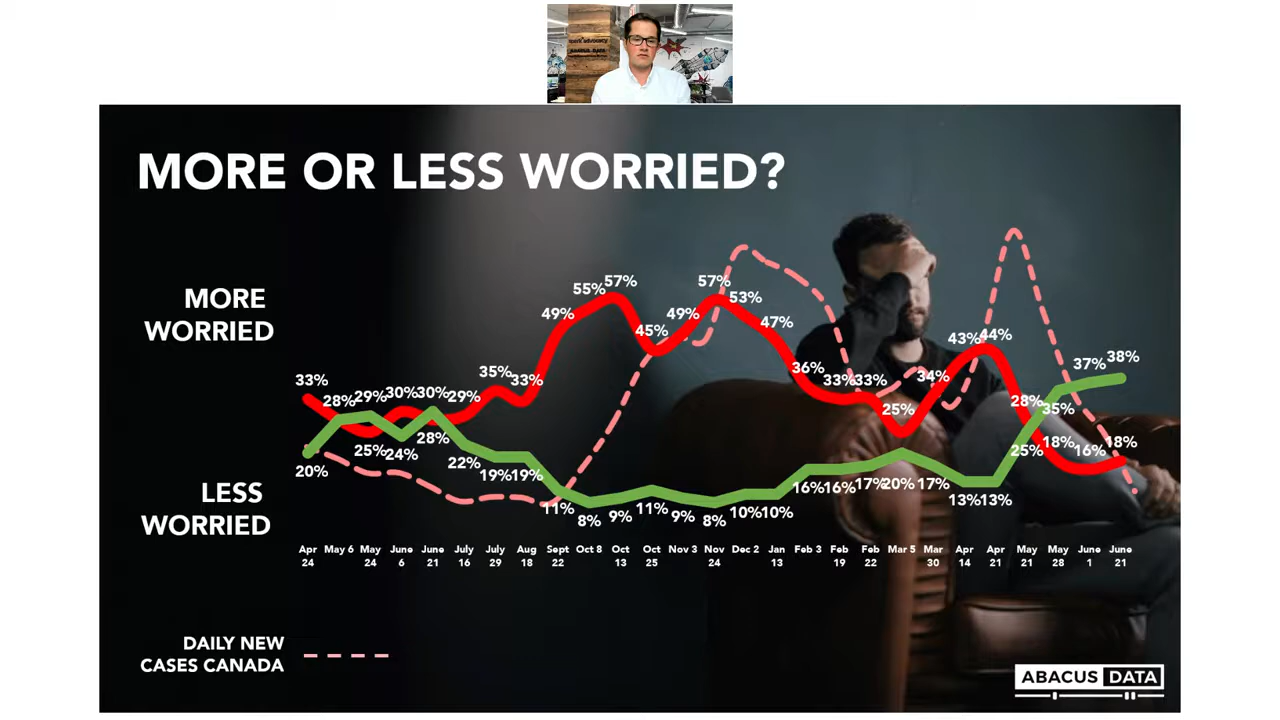 ABACUS DATA
MORE OR LESS WORRIED?
MORE
WORRIED
LESS
WORRIED
33% 28% 29% 30% 30% 29% 35% 33% 49% 55% 57% 45% 49% 57% 53% 47% 36% 33% 33% 25% 34% 43% 44% 28% 18% 16% 18%
20% 25% 24% 28% 22% 19% 19% 11% 8% 9% 11% 9% 8% 10% 10% 16% 16% 17% 20% 17% 13% 13% 25% 35% 37% 38%
Apr May 6 May June June July July Aug Sept Oct 8 Oct Oct Nov 3 Nov Dec 2 Jan Feb 3 Feb Feb Mar 5 Mar Apr Apr May May June June
24 24 6 21 16 29 18 22 13 25 24 13 19 22 30 14 21 21 28 1 21
DAILY NEW
CASES CANADA
ABACUS DATA